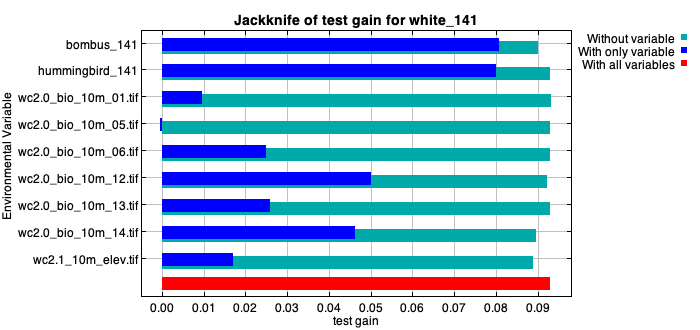 Jackknife of test gain for white_141
Without variable
With only variable
With all variables
Environmental Variable
bombus_141
hummingbird_141
wc2.0_bio_10m_01.tif
wc2.0_bio_10m_05.tif
wc2.0_bio_10m_06.tif
wc2.0_bio_10m_12.tif
wc2.0_bio_10m_13.tif
wc2.0_bio_10m_14.tif
wc2.1_10m_elev.tif
0.00 0.01 0.02 0.03 0.04 0.05 0.06 0.07 0.08 0.09
test gain